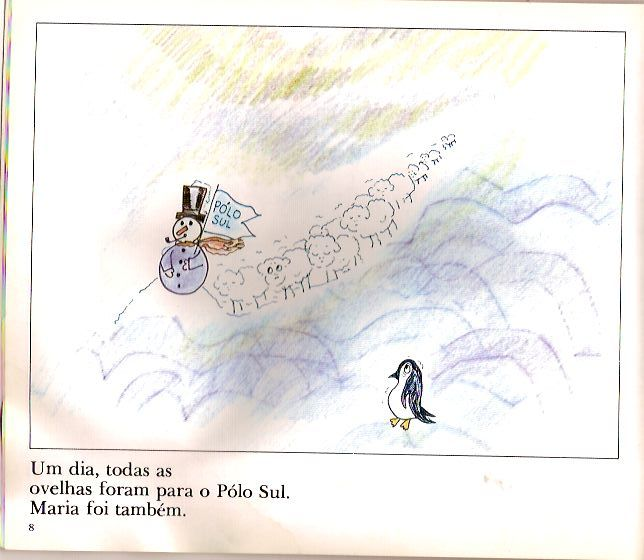 PÓLO
SUL
Um dia, todas as
ovelhas foram para o Pólo Sul.
Maria foi também.
8